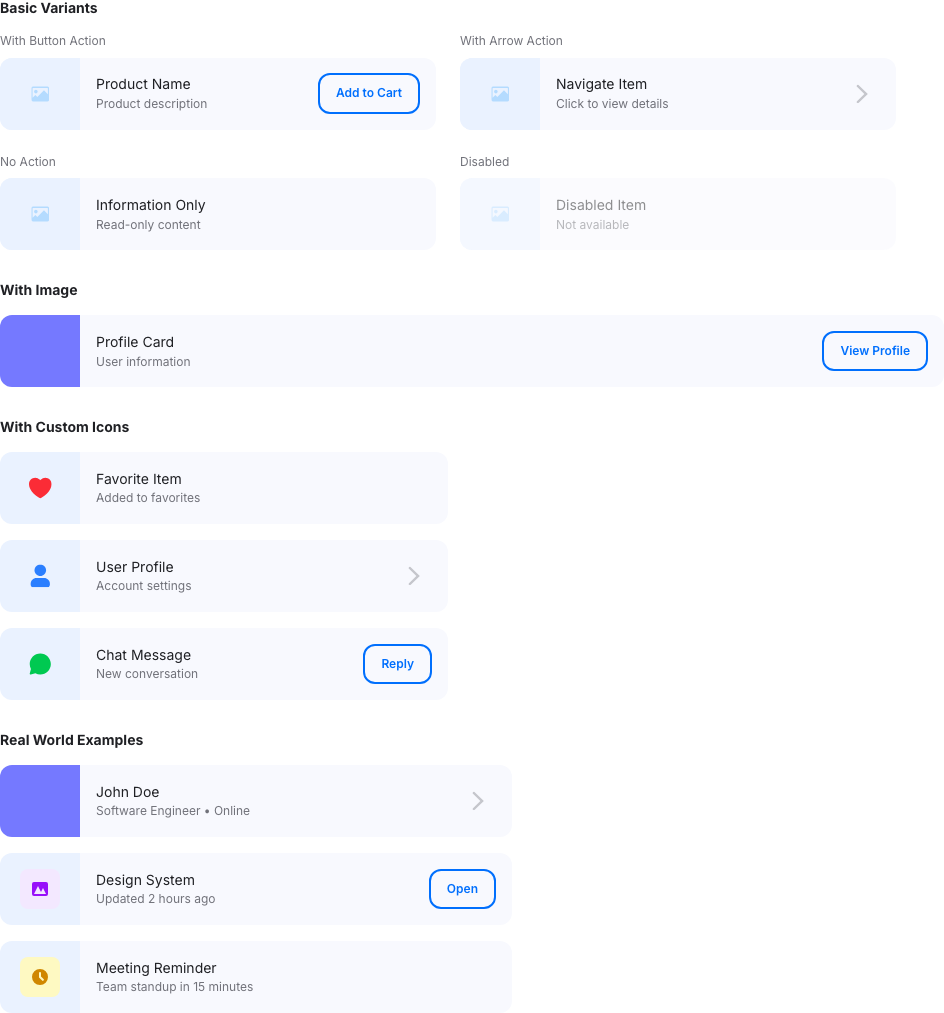 Basic Variants
With Button Action
Product Name
Product description
Add to Cart
With Arrow Action
Navigate Item
Click to view details
No Action
Information Only
Read-only content
Disabled
Disabled Item
Not available
With Image
Profile Card
User information
View Profile
With Custom Icons
Favorite Item
Added to favorites
User Profile
Account settings
Chat Message
New conversation
Reply
Real World Examples
John Doe
Software Engineer • Online
Design System
Updated 2 hours ago
Open
Meeting Reminder
Team standup in 15 minutes